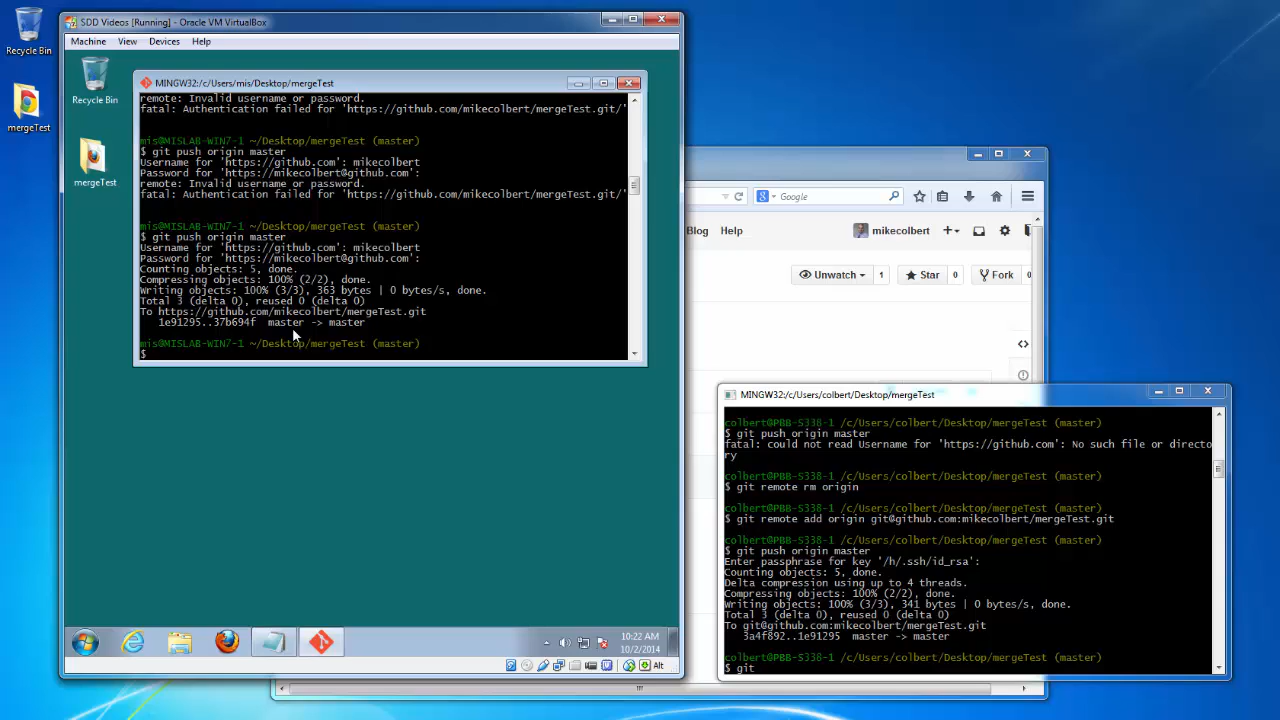 Recycle Bin
mergeTest
SDD Videos [Running] - Oracle VM VirtualBox
Machine View Devices Help
Recycle Bin
mergeTest
MINGW32:/c/Users/mis/Desktop/mergeTest
remote: Invalid username or password.
fatal: Authentication failed for 'https://github.com/mikecolbert/mergeTest.git/'
mis@MISLAB-WIN7-1 ~/Desktop/mergeTest (master)
$ git push origin master
Username for 'https://github.com': mikecolbert
Password for 'https://mikecolbert@github.com':
remote: Invalid username or password.
fatal: Authentication failed for 'https://github.com/mikecolbert/mergeTest.git/'
mis@MISLAB-WIN7-1 ~/Desktop/mergeTest (master)
$ git push origin master
Username for 'https://github.com': mikecolbert
Password for 'https://mikecolbert@github.com':
Counting objects: 5, done.
Compressing objects: 100% (2/2), done.
Writing objects: 100% (3/3), 363 bytes | 0 bytes/s, done.
Total 3 (delta 0), reused 0 (delta 0)
To https://github.com/mikecolbert/mergeTest.git
1e91295..37b694f master -> master
mis@MISLAB-WIN7-1 ~/Desktop/mergeTest (master)
$
10:22 AM
10/2/2014
Alt
Google
Blog Help
mikecolbert
Unwatch 1 Star 0 Fork 0
MINGW32:/c/Users/colbert/Desktop/mergeTest
colbert@PBB-S338-1 /c/Users/colbert/Desktop/mergeTest (master)
$ git push origin master
fatal: could not read Username for 'https://github.com': No such file or directo
ry
colbert@PBB-S338-1 /c/Users/colbert/Desktop/mergeTest (master)
$ git remote rm origin
colbert@PBB-S338-1 /c/Users/colbert/Desktop/mergeTest (master)
$ git remote add origin git@github.com:mikecolbert/mergeTest.git
colbert@PBB-S338-1 /c/Users/colbert/Desktop/mergeTest (master)
$ git push origin master
Enter passphrase for key '/h/.ssh/id_rsa':
Counting objects: 5, done.
Delta compression using up to 4 threads.
Compressing objects: 100% (2/2), done.
Writing objects: 100% (3/3), 341 bytes | 0 bytes/s, done.
Total 3 (delta 0), reused 0 (delta 0)
To git@github.com:mikecolbert/mergeTest.git
3a4f892..1e91295 master -> master
colbert@PBB-S338-1 /c/Users/colbert/Desktop/mergeTest (master)
$ git